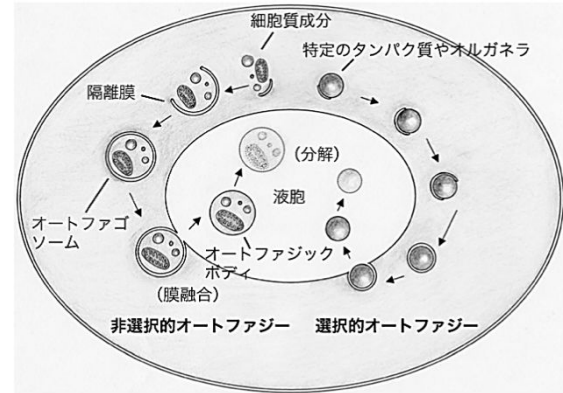 細胞質成分
特定のタンパク質やオルガネラ
隔離膜
(分解)
液胞
オートファゴ
ソーム
オートファジック
ボディ
(膜融合)
非選択的オートファジー
選択的オートファジー